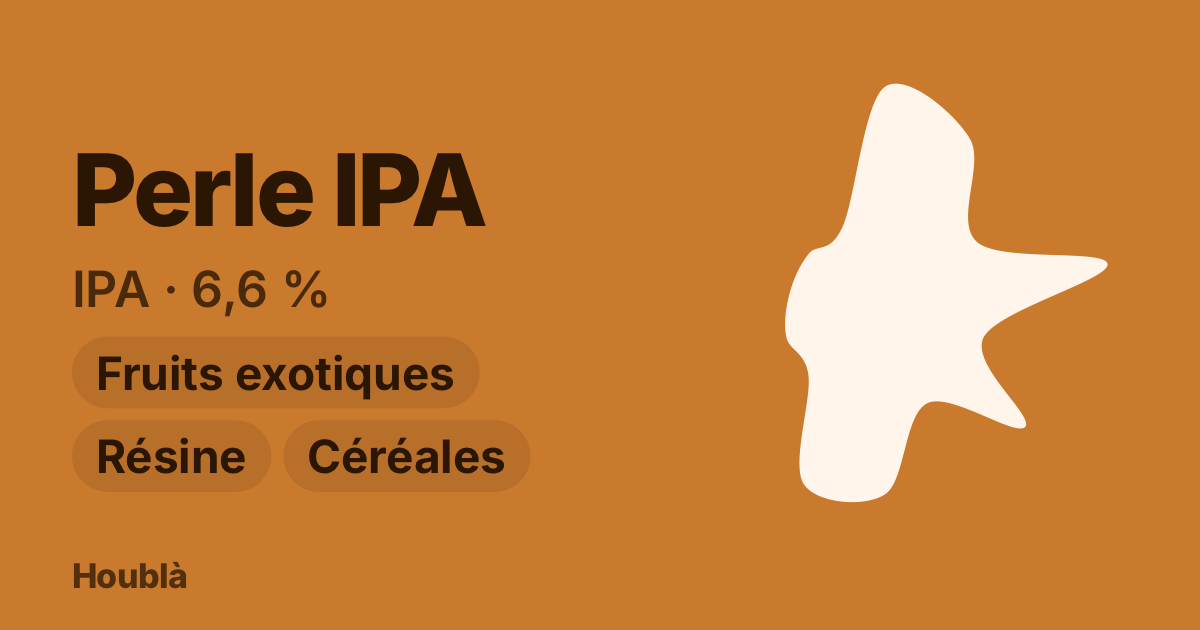 Perle IPA
IPA · 6,6 %
Fruits exotiques
Résine Céréales
Houblà